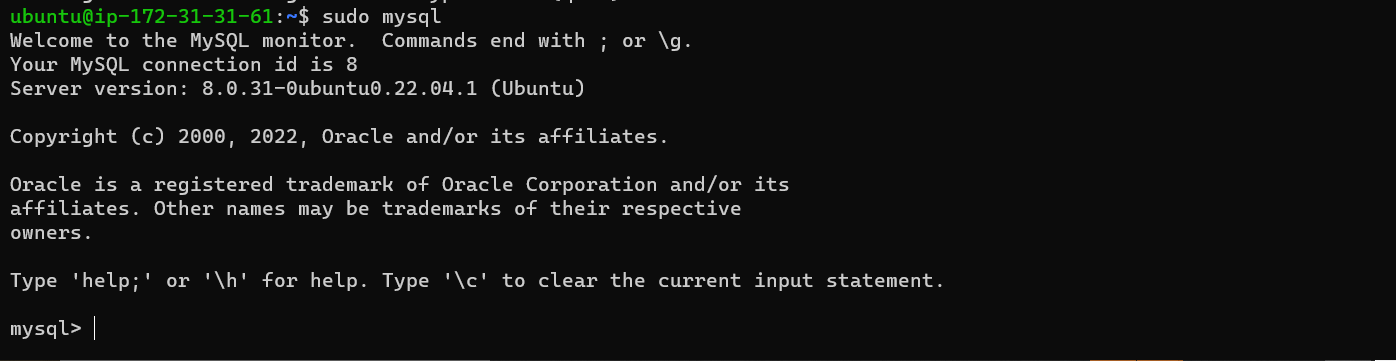 ubuntu@ip-172-31-31-61:~$ sudo mysql
Welcome to the MySQL monitor.  Commands end with ; or \g.
Your MySQL connection id is 8
Server version: 8.0.31-0ubuntu0.22.04.1 (Ubuntu)
Copyright (c) 2000, 2022, Oracle and/or its affiliates.
Oracle is a registered trademark of Oracle Corporation and/or its
affiliates. Other names may be trademarks of their respective
owners.
Type 'help;' or '\h' for help. Type '\c' to clear the current input statement.
mysql>